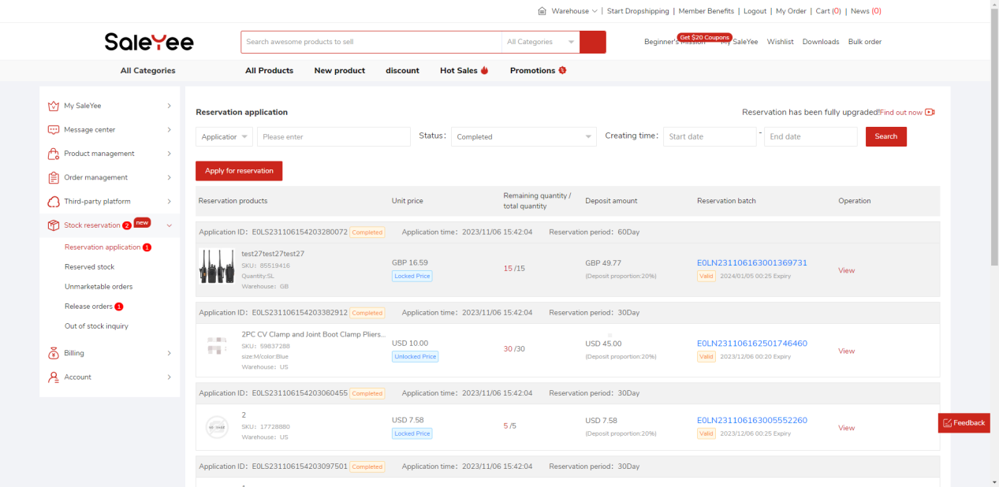 Warehouse | Start Dropshipping | Member Benefits | Logout | My Order | Cart (0) | News (0)
SaleYee
Search awesome products to sell
All Categories
Get $20 Coupons
Beginner's Mission My SaleYee Wishlist Downloads Bulk order
All Categories All Products New product discount Hot Sales Promotions
My SaleYee
Message center
Product management
Order management
Third-party platform
Stock reservation 2 new
Reservation application 1
Reserved stock
Unmarketable orders
Release orders 1
Out of stock inquiry
Billing
Account
Reservation application
Reservation has been fully upgraded!Find out now
Applicatior Please enter Status: Completed Creating time: Start date - End date Search
Apply for reservation
Reservation products Unit price Remaining quantity / total quantity Deposit amount Reservation batch Operation
Application ID: E0LS231106154203280072 Completed Application time: 2023/11/06 15:42:04 Reservation period: 60Day
test27test27test27
SKU: 85519416
Quantity:SL
Warehouse: GB
GBP 16.59
Locked Price
15 /15
GBP 49.77
(Deposit proportion:20%)
E0LN231106163001369731
Valid 2024/01/05 00:25 Expiry
View
Application ID: E0LS231106154203382912 Completed Application time: 2023/11/06 15:42:04 Reservation period: 30Day
2PC CV Clamp and Joint Boot Clamp Pliers...
SKU: 59837288
size:M/color:Blue
Warehouse: US
USD 10.00
Unlocked Price
30 /30
USD 45.00
(Deposit proportion:20%)
E0LN231106162501746460
Valid 2023/12/06 00:20 Expiry
View
Application ID: E0LS231106154203060455 Completed Application time: 2023/11/06 15:42:04 Reservation period: 30Day
2
SKU: 17728880
Warehouse: US
USD 7.58
Locked Price
5 /5
USD 7.58
(Deposit proportion:20%)
E0LN231106163005552260
Valid 2023/12/06 00:25 Expiry
View
Application ID: E0LS231106154203097501 Completed Application time: 2023/11/06 15:42:04 Reservation period: 30Day
Feedback